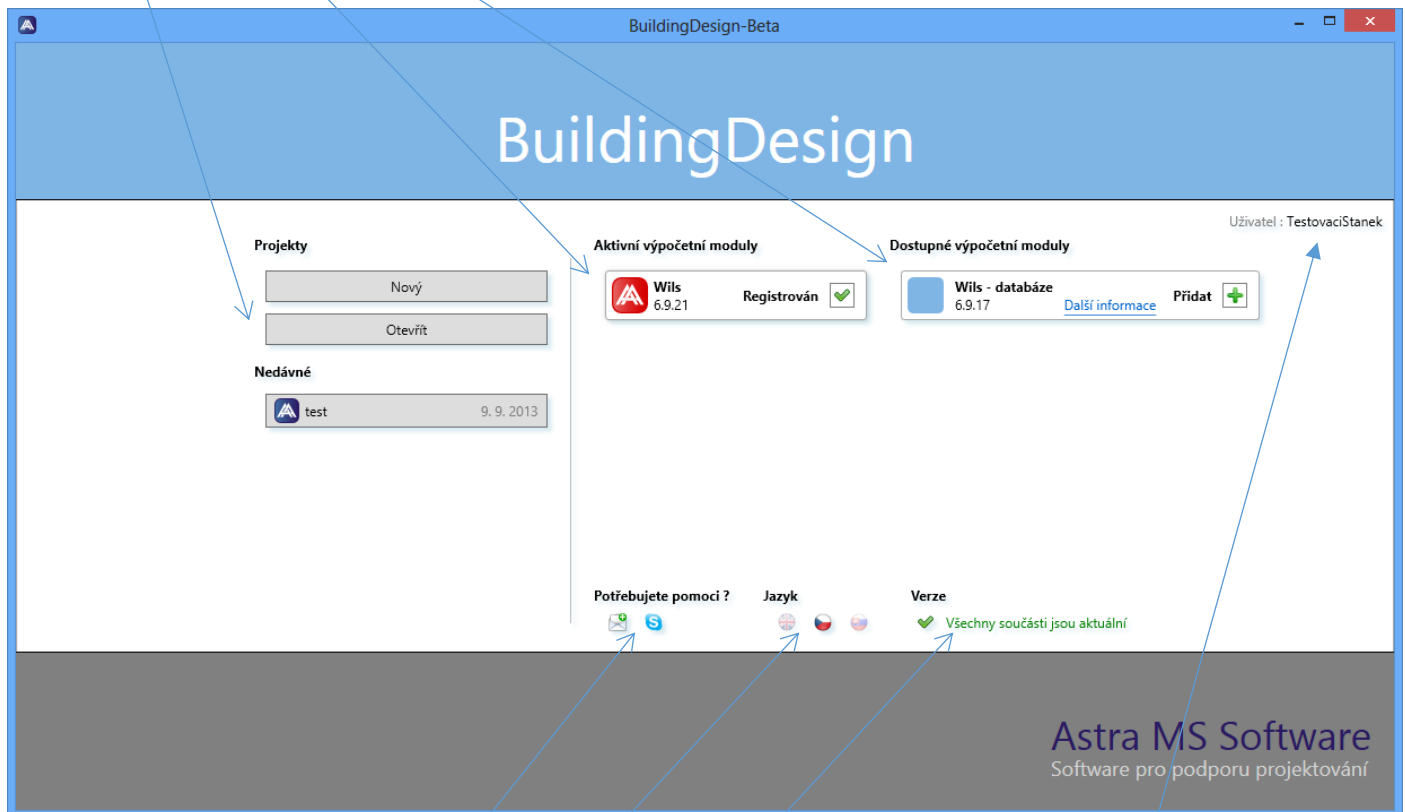 BuildingDesign-Beta
BuildingDesign
Uživatel : TestovaciStanek
Projekty
Nový
Otevřít
Nedávné
test 9. 9. 2013
Aktivní výpočetní moduly
Wils
6.9.21
Registrován
Dostupné výpočetní moduly
Wils - databáze
6.9.17
Další informace
Přidat
Potřebujete pomoci ?
Jazyk
Verze
Všechny součásti jsou aktuální
Astra MS Software
Software pro podporu projektování